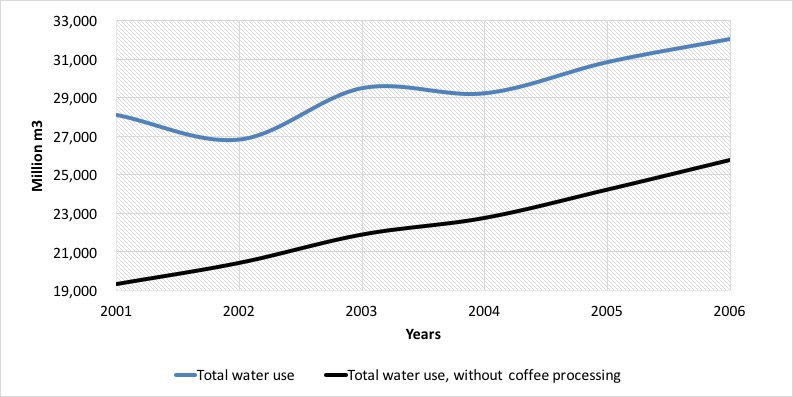 33,000
31,000
29,000
27,000
25,000
23,000
21,000
19,000
Million m3
2001 2002 2003 2004 2005 2006
Years
Total water use Total water use, without coffee processing